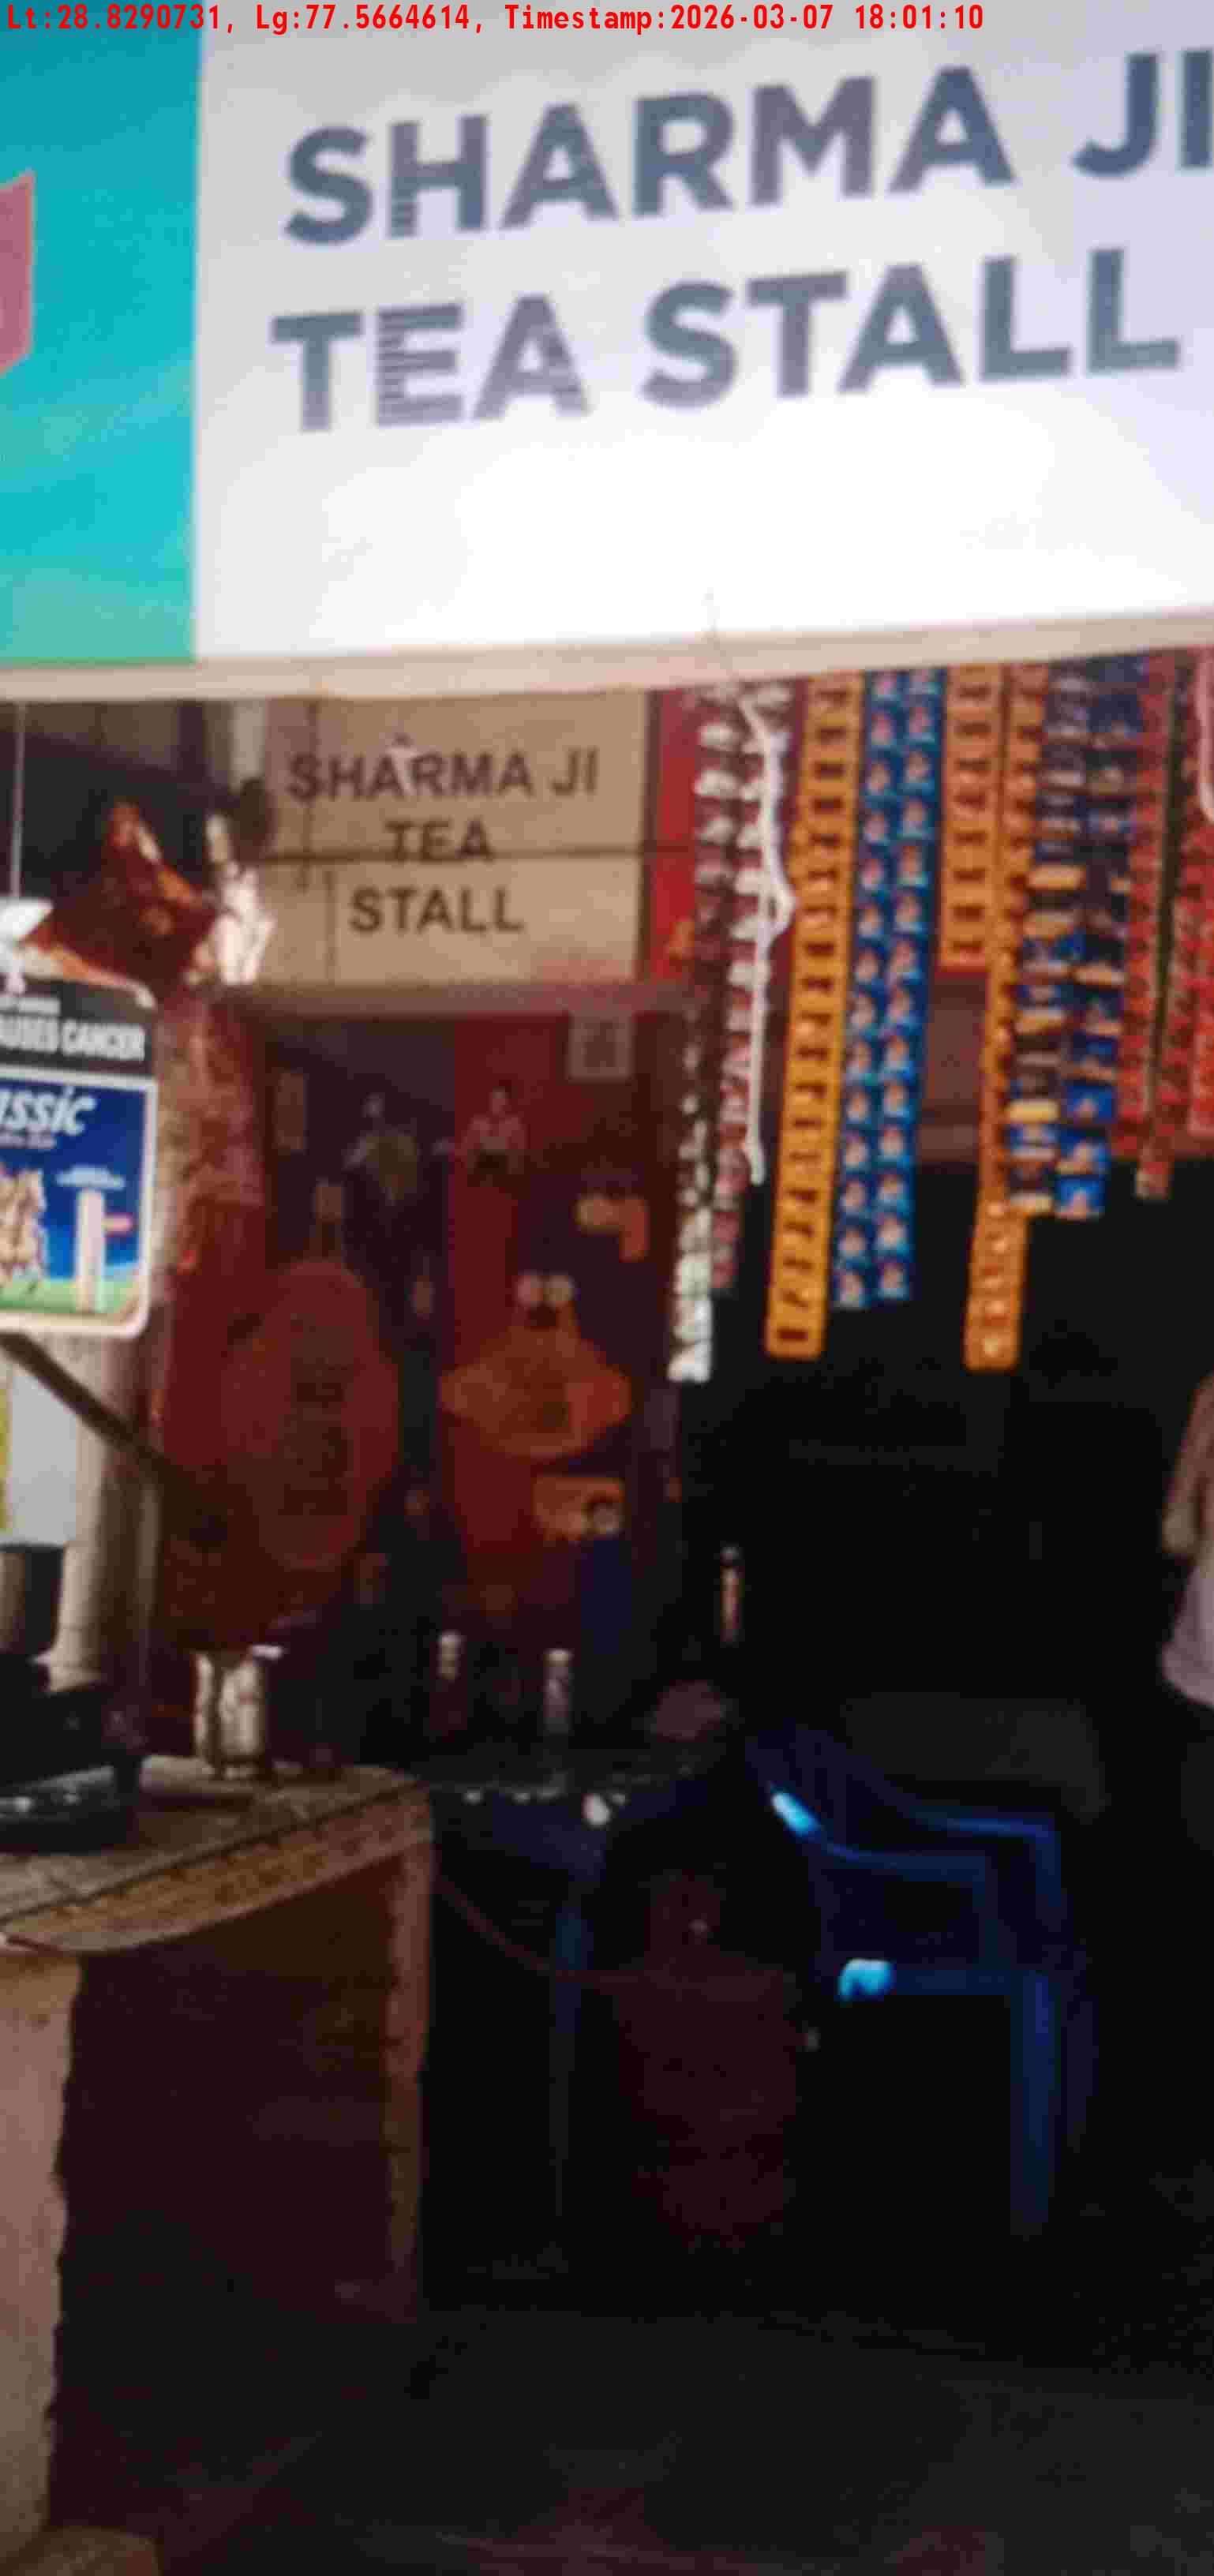 Lt:28.8290731, Lg:77.5664614, Timestamp:2026-03-07 18:01:10
SHARMA JI
TEA STALL
SHARMA JI
TEA
STALL
CANCER